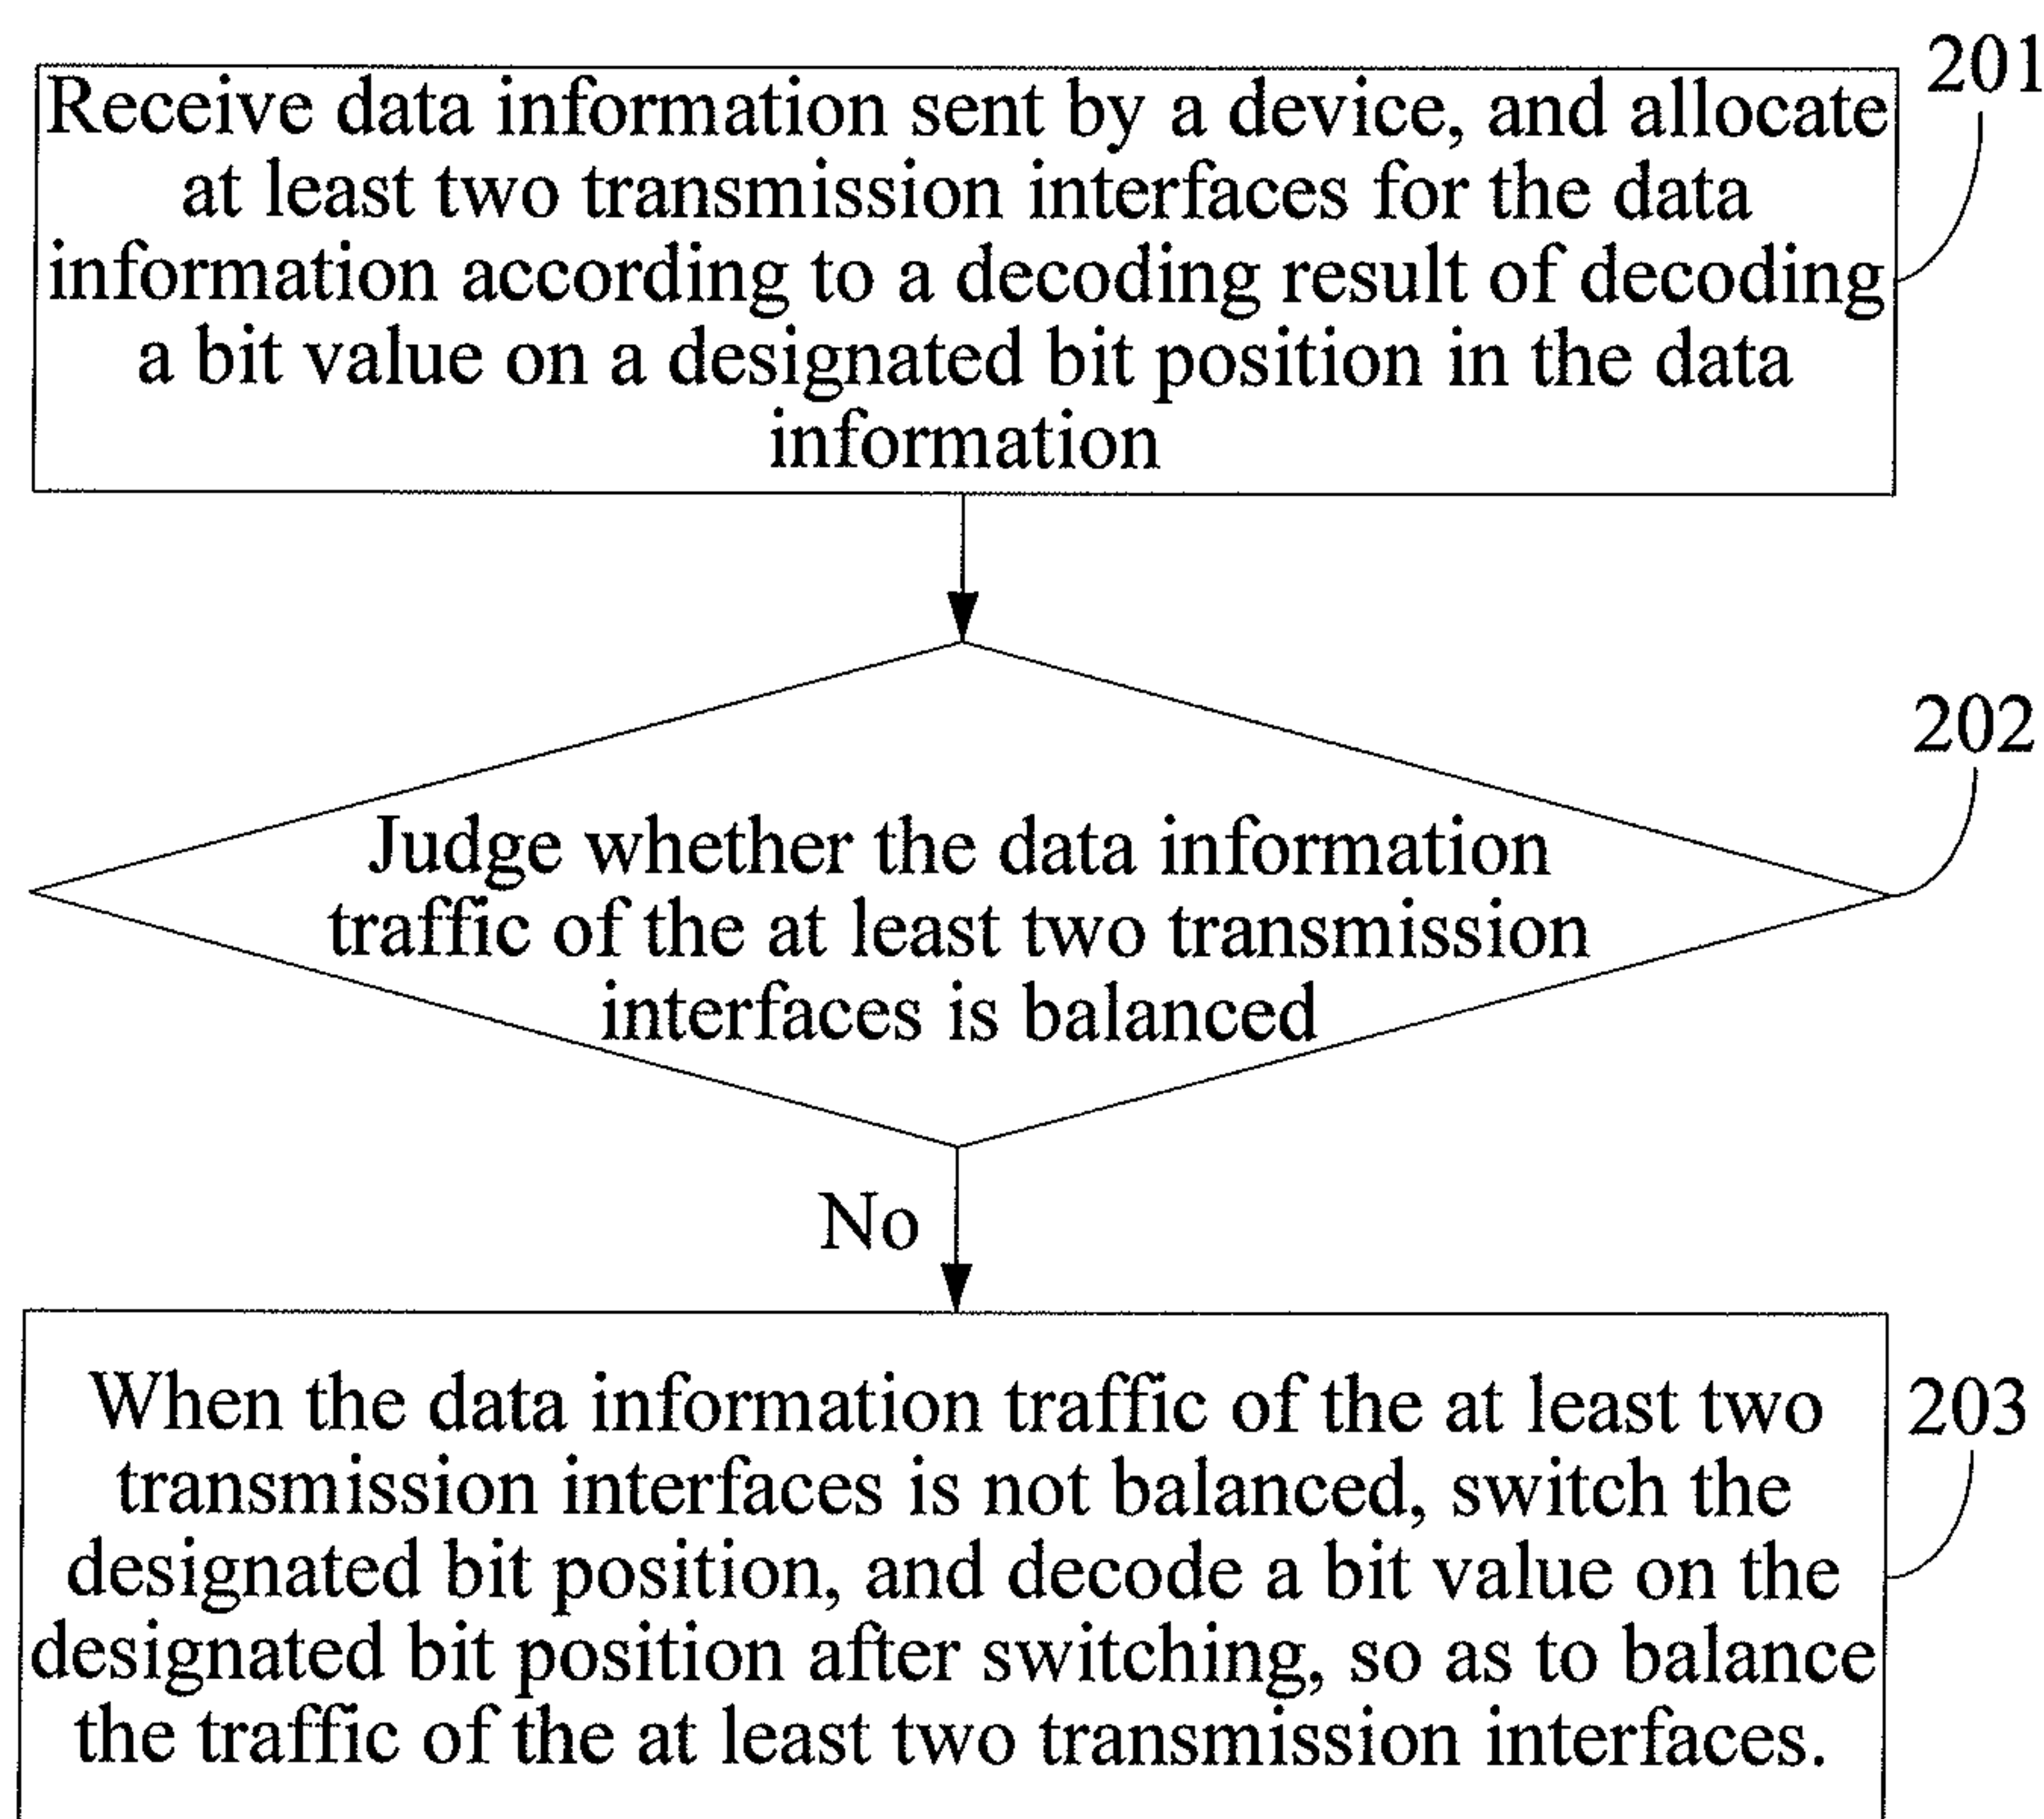 201
Receive data information sent by a device, and allocate
at least two transmission interfaces for the data
information according to a decoding result of decoding
a bit value on a designated bit position in the data
information
202
Judge whether the data information
traffic of the at least two transmission
interfaces is balanced
No
When the data information traffic of the at least two
203
transmission interfaces is not balanced, switch the
designated bit position, and decode a bit value on the
designated bit position after switching, so as to balance
the traffic of the at least two transmission interfaces.